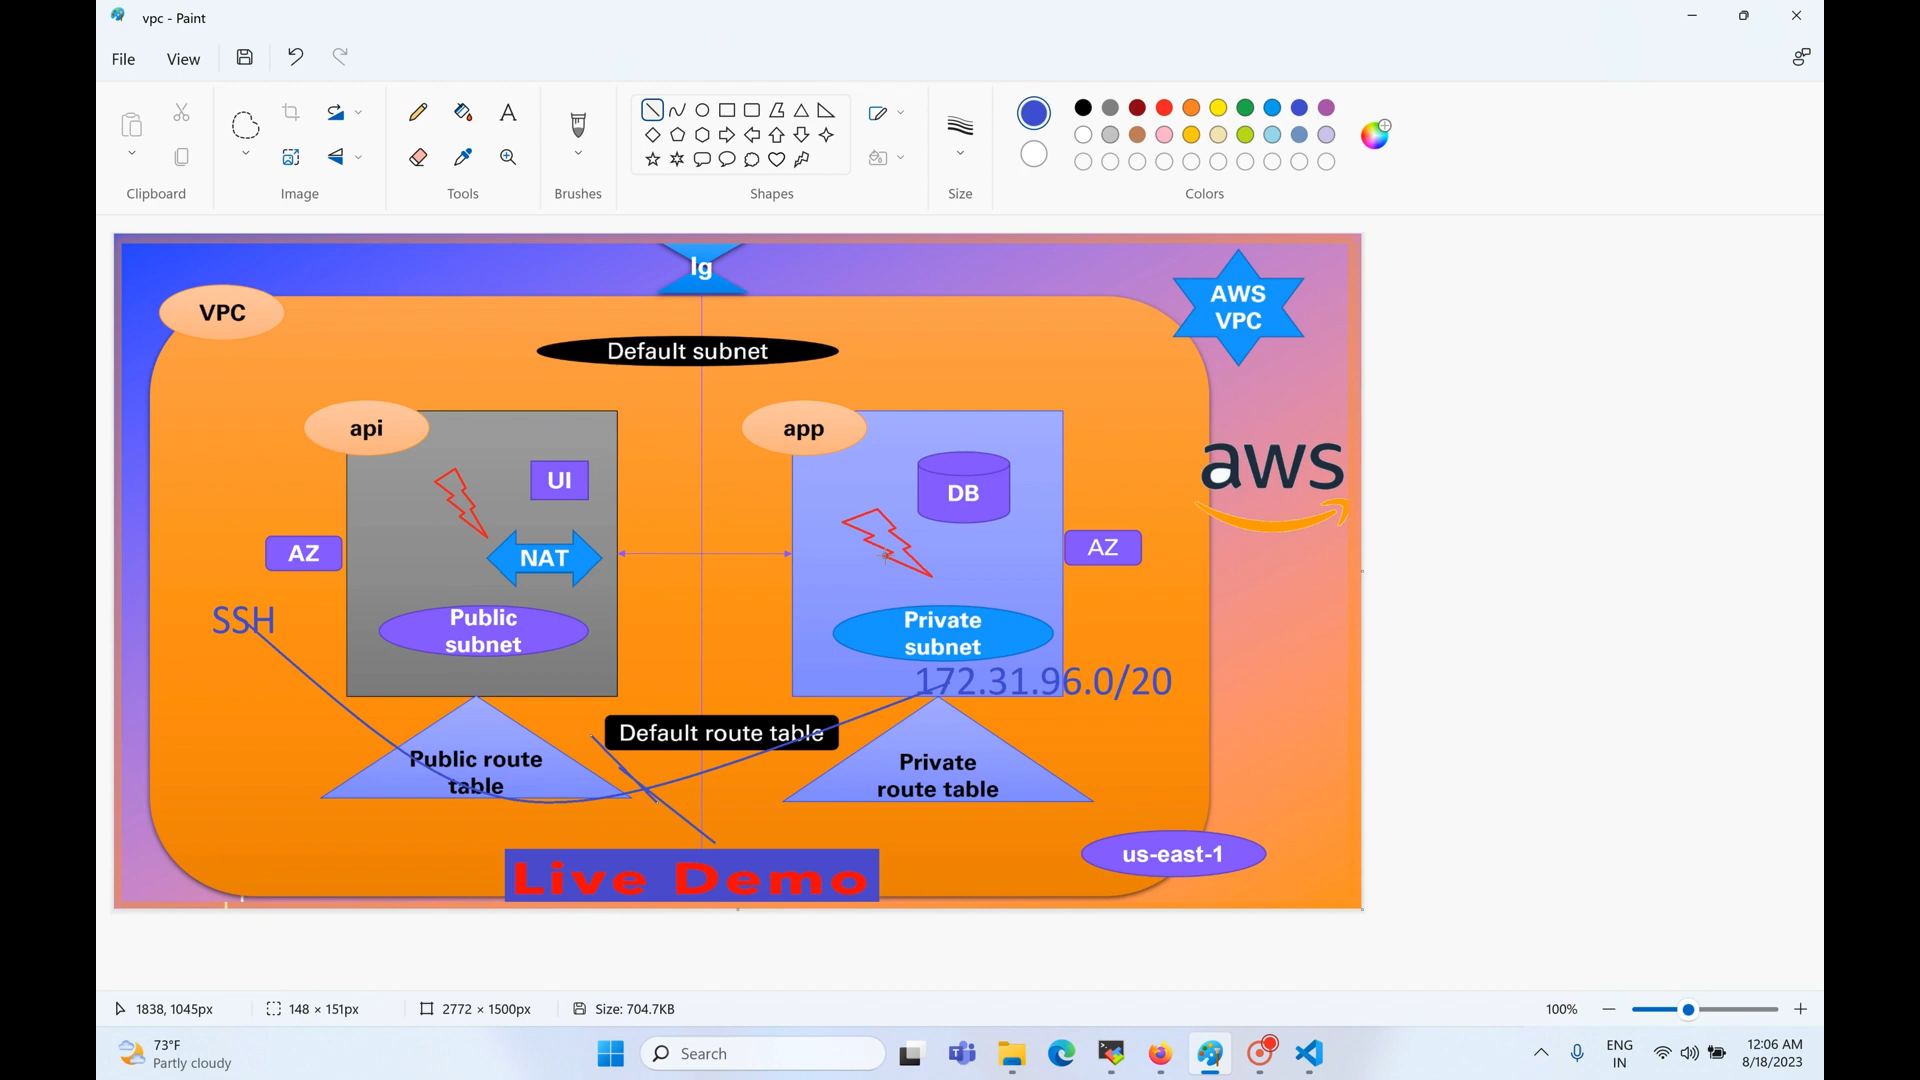 vpc - Paint
File
View
Clipboard
Image
Tools
Brushes
Shapes
Size
Colors
Ig
VPC
AWS
VPC
Default subnet
api
app
aws
UI
DB
AZ
NAT
AZ
SSH
Public
subnet
Private
subnet
172.31.96.0/20
Default route table
Public route
table
Private
route table
us-east-1
Live Demo
1838, 1045px
148 × 151px
2772 × 1500px
Size: 704.7KB
100%
73°F
Partly cloudy
Search
ENG
IN
12:06 AM
8/18/2023